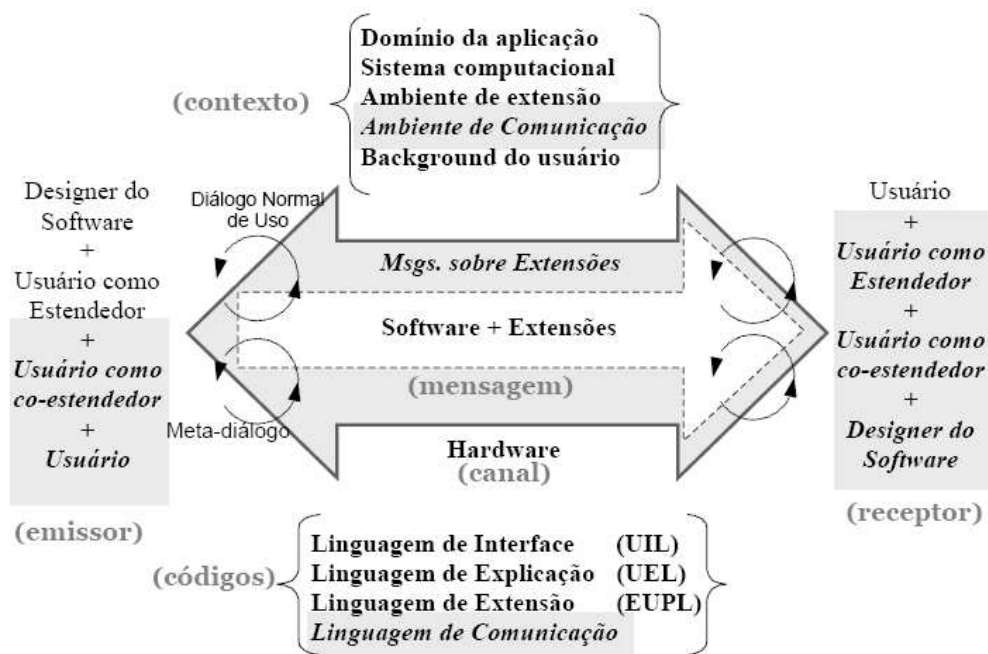 Domínio da aplicação
Sistema computacional
(contexto)
Ambiente de extensão
Ambiente de Comunicação
Background do usuário
Designer do
Software
+
Usuário como
Estendedor
+
Usuário como
co-estendedor
+
Usuário
(emissor)
Diálogo Normal
de Uso
Msgs. sobre Extensões
Software + Extensões
(mensagem)
Meta-diálogo
Hardware
(canal)
Usuário
+
Usuário como
Estendedor
+
Usuário como
co-estendedor
+
Designer do
Software
(receptor)
(códigos)
Linguagem de Interface (UIL)
Linguagem de Explicação (UEL)
Linguagem de Extensão (EUPL)
Linguagem de Comunicação